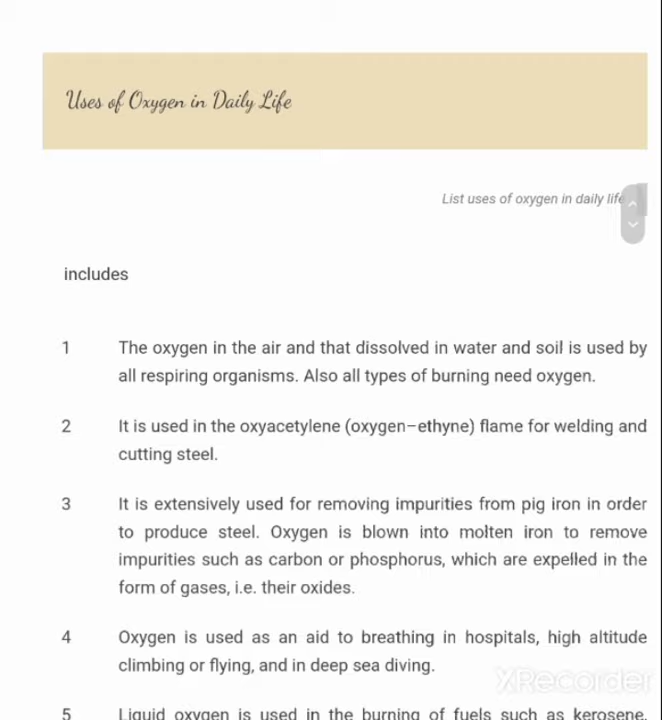 Uses of Oxygen in Daily Life
List uses of oxygen in daily life
includes
1 The oxygen in the air and that dissolved in water and soil is used by
all respiring organisms. Also all types of burning need oxygen.
2 It is used in the oxyacetylene (oxygen–ethyne) flame for welding and
cutting steel.
3 It is extensively used for removing impurities from pig iron in order
to produce steel. Oxygen is blown into molten iron to remove
impurities such as carbon or phosphorus, which are expelled in the
form of gases, i.e. their oxides.
4 Oxygen is used as an aid to breathing in hospitals, high altitude
climbing or flying, and in deep sea diving.
XRecorder
5 Liquid oxygen is used in the burning of fuels such as kerosene,